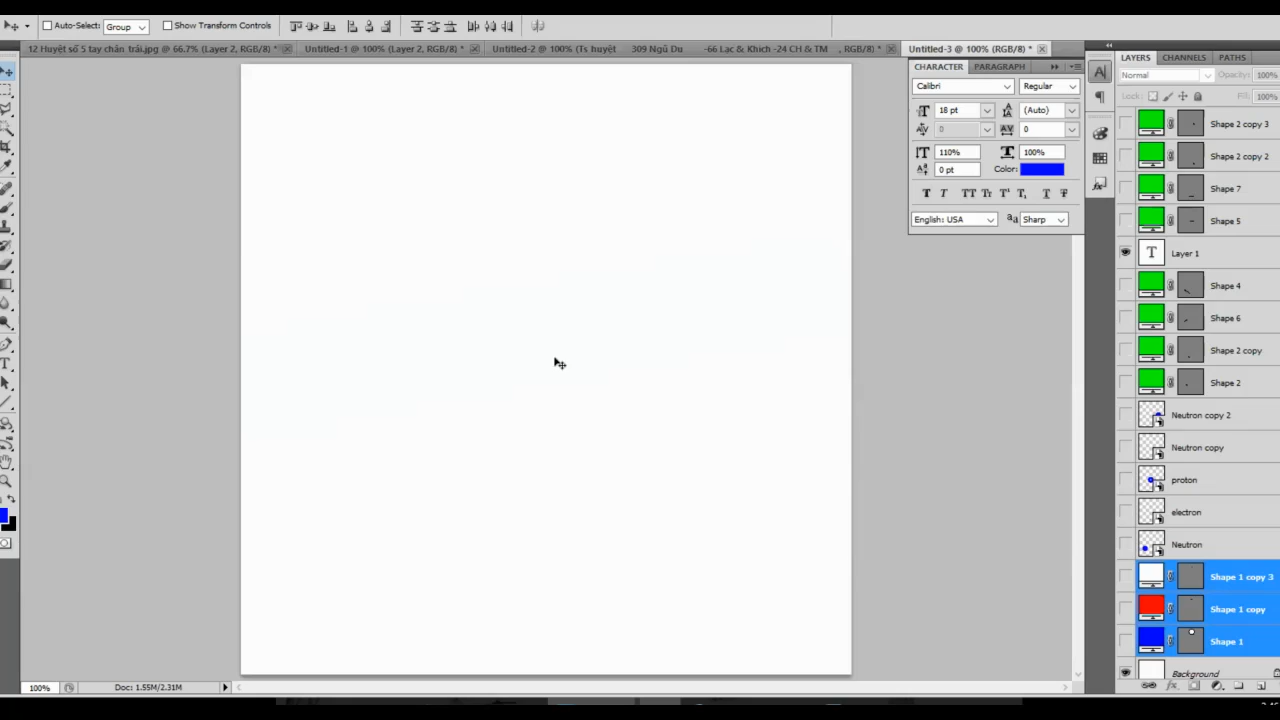 Auto-Select: Group Show Transform Controls
12 Huyệt số 5 tay chân trái.jpg @ 66.7% (Layer 2, RGB/8) * Untitled-1 @ 100% (Layer 2, RGB/8) * Untitled-2 @ 100% (Ts huyệt 309 Ngũ Du -66 Lạc & Khích -24 CH & TM , RGB/8) * Untitled-3 @ 100% (RGB/8) *
CHARACTER PARAGRAPH
Calibri Regular
18 pt (Auto)
0 0
110% 100%
0 pt Color:
T T TT Tr T¹ T, T T
English: USA aa Sharp
LAYERS CHANNELS PATHS
Normal Opacity: 100%
Lock: Fill: 100%
Shape 2 copy 3
Shape 2 copy 2
Shape 7
Shape 5
T Layer 1
Shape 4
Shape 6
Shape 2 copy
Shape 2
Neutron copy 2
Neutron copy
proton
electron
Neutron
Shape 1 copy 3
Shape 1 copy
Shape 1
Background
100% Doc: 1.55M/2.31M